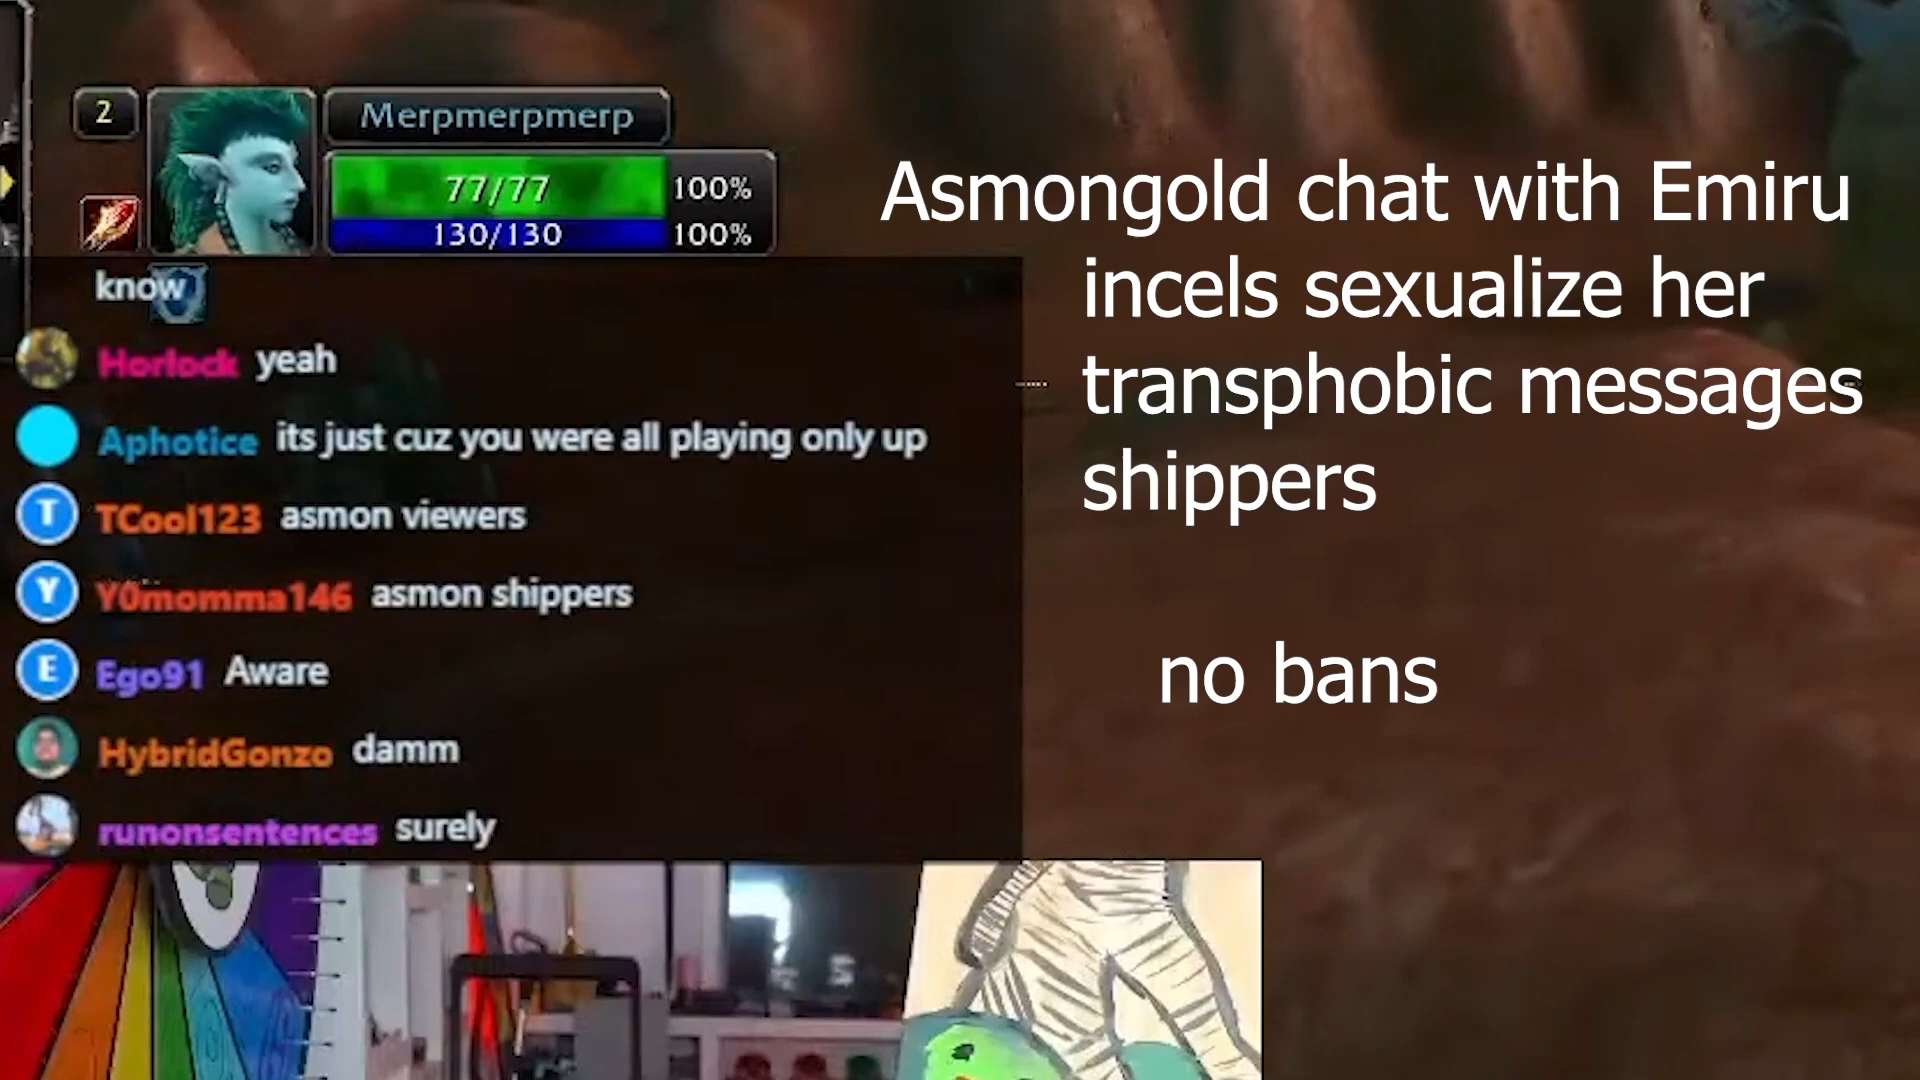 2
Merpmerpmerp
77/77 100%
130/130 100%
know
Horlock yeah
Aphotice its just cuz you were all playing only up
T TCool123 asmon viewers
Y Y0momma146 asmon shippers
E Ego91 Aware
HybridGonzo damm
runonsentences surely
Asmongold chat with Emiru
incels sexualize her
transphobic messages
shippers
no bans